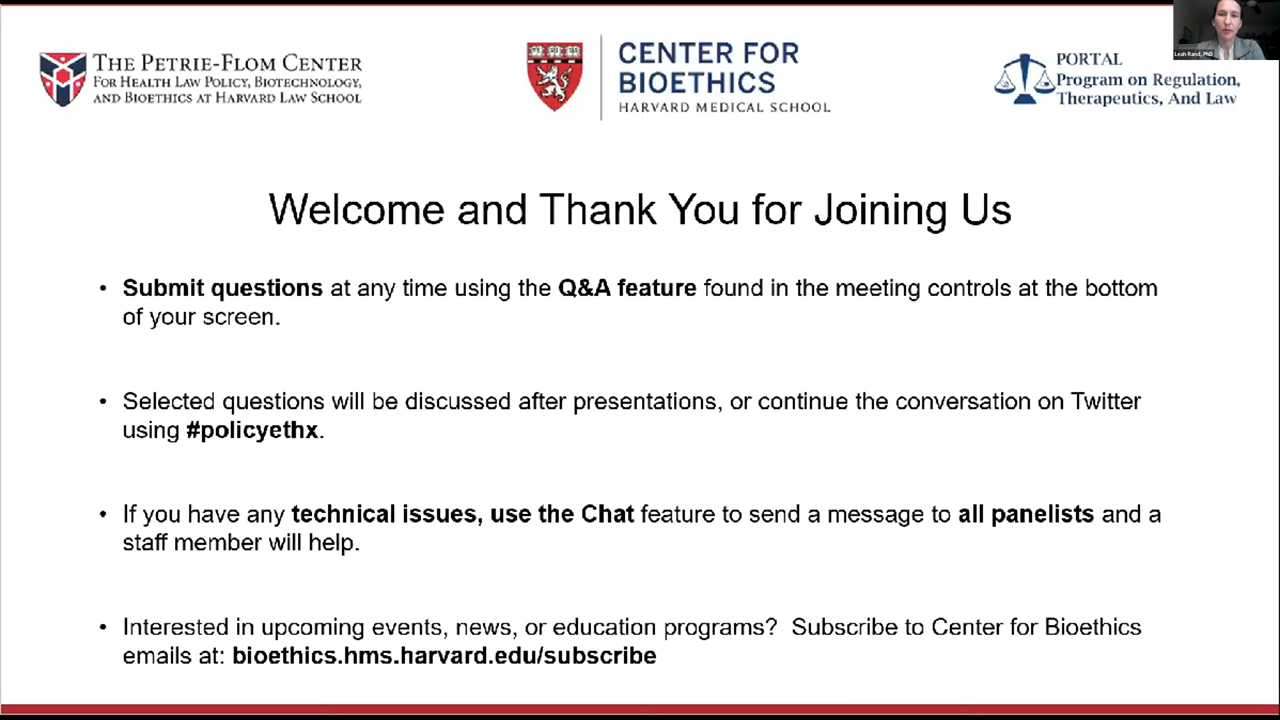 THE PETRIE-FLOM CENTER
FOR HEALTH LAW POLICY, BIOTECHNOLOGY,
AND BIOETHICS AT HARVARD LAW SCHOOL
CENTER FOR
BIOETHICS
HARVARD MEDICAL SCHOOL
PORTAL
Program on Regulation,
Therapeutics, And Law
Leah Rand, PhD
Welcome and Thank You for Joining Us
• Submit questions at any time using the Q&A feature found in the meeting controls at the bottom
of your screen.
• Selected questions will be discussed after presentations, or continue the conversation on Twitter
using #policyethx.
• If you have any technical issues, use the Chat feature to send a message to all panelists and a
staff member will help.
• Interested in upcoming events, news, or education programs?  Subscribe to Center for Bioethics
emails at: bioethics.hms.harvard.edu/subscribe